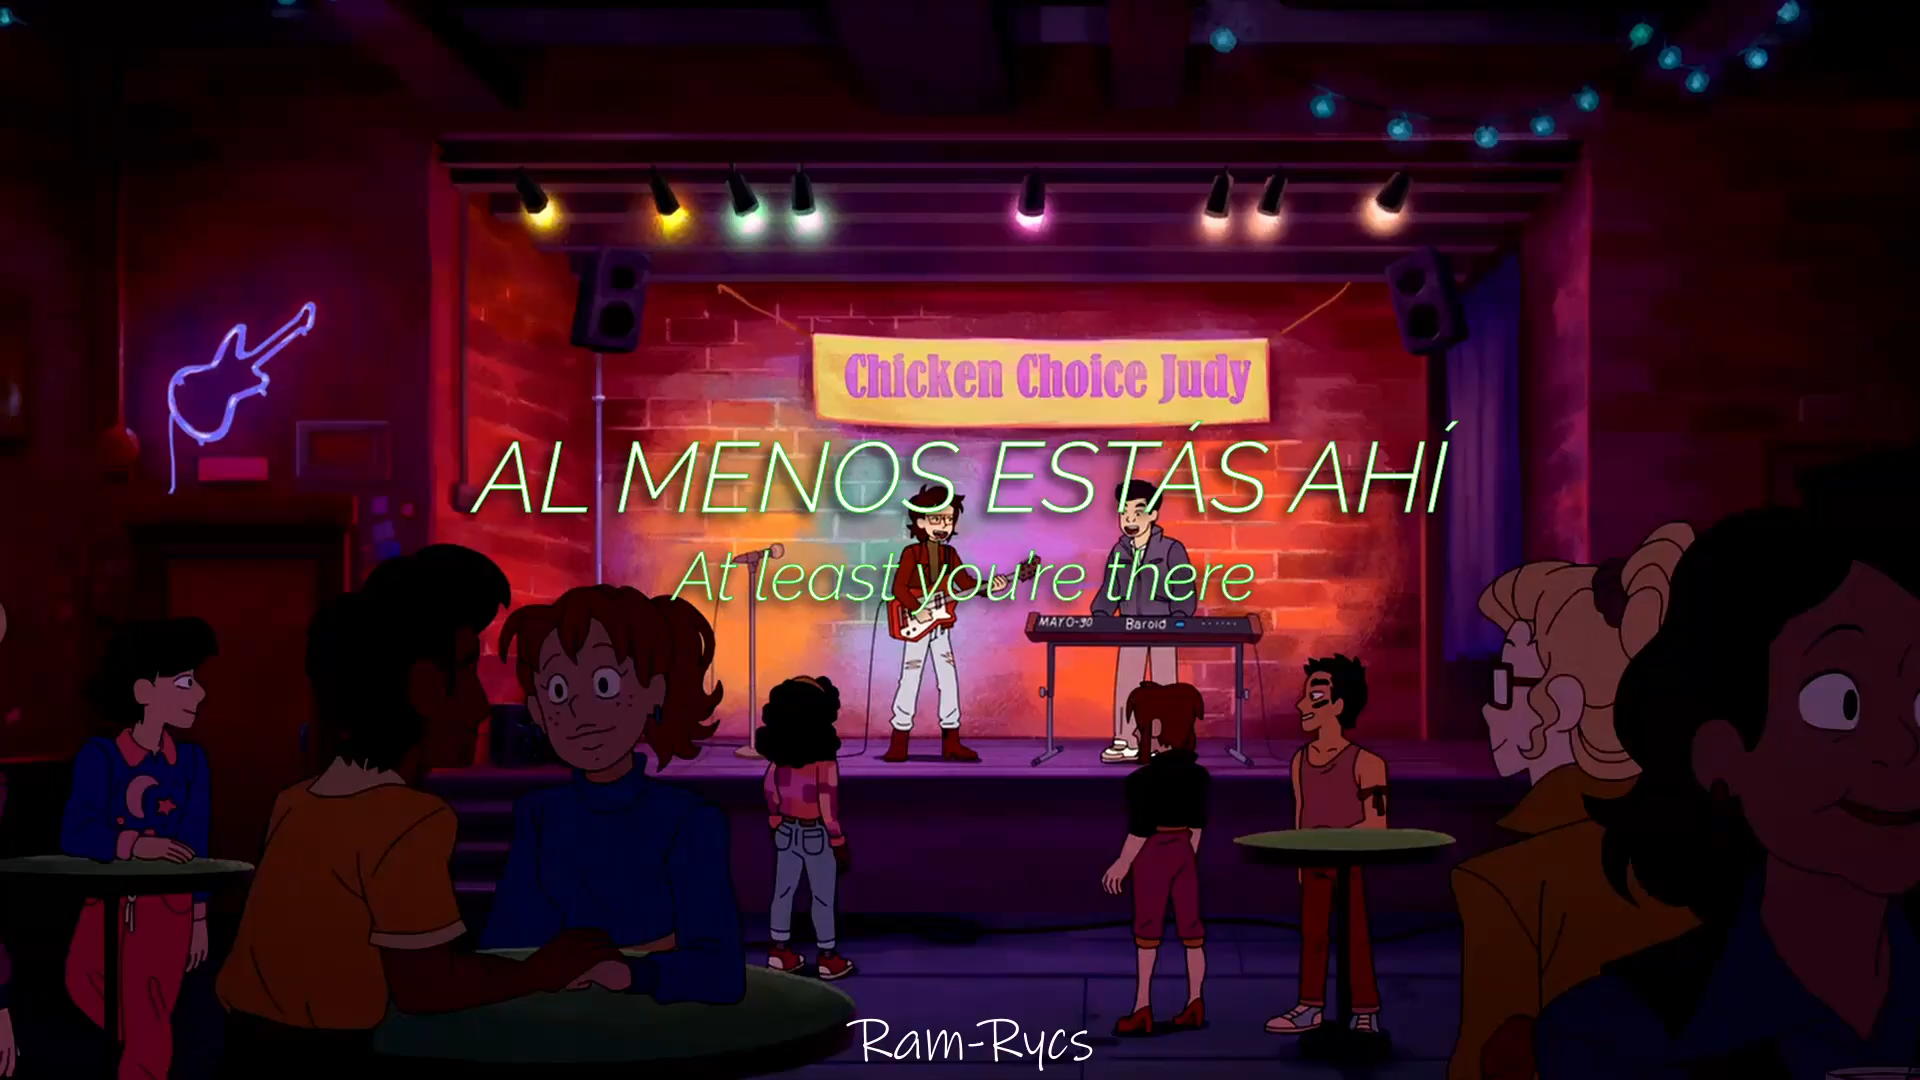 Chicken Choice Judy
AL MENOS ESTÁS AHÍ
At least you're there
MAYO-90 Baroid
Ram-Rycs